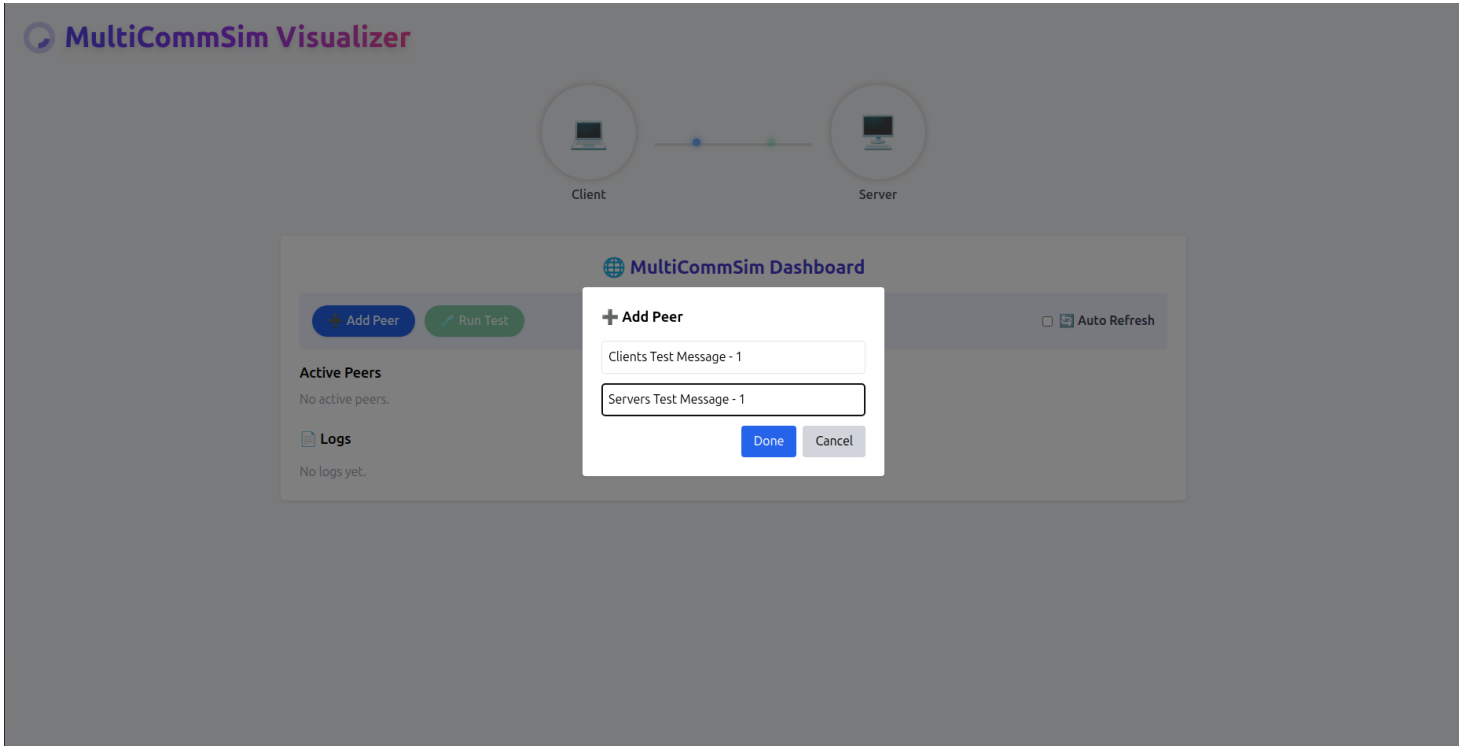 MultiCommSim Visualizer
Client
Server
🌐 MultiCommSim Dashboard
➕ Add Peer
Run Test
🔄 Auto Refresh
Active Peers
No active peers.
📄 Logs
No logs yet.
➕ Add Peer
Clients Test Message - 1
Servers Test Message - 1
Done
Cancel